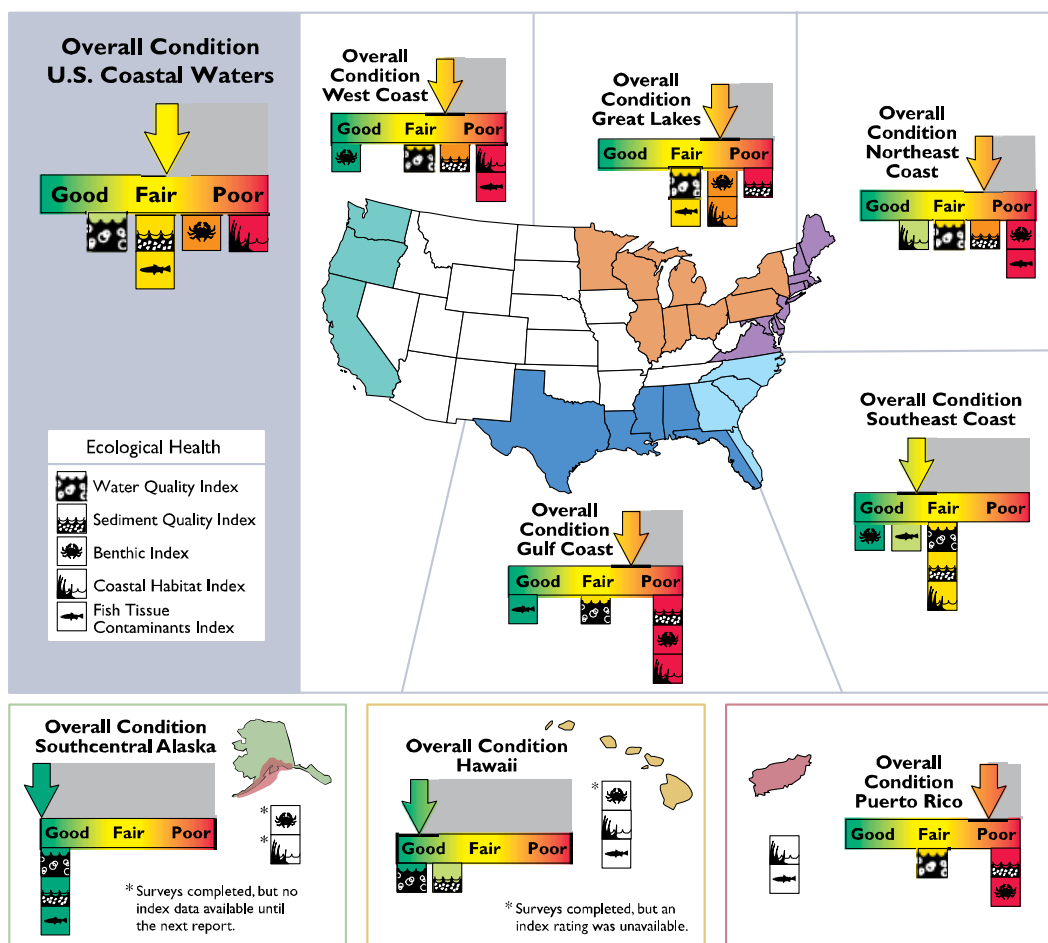 Overall Condition
U.S. Coastal Waters
Good Fair Poor
Ecological Health
Water Quality Index
Sediment Quality Index
Benthic Index
Coastal Habitat Index
Fish Tissue
Contaminants Index
Overall
Condition
West Coast
Good Fair Poor
Overall
Condition
Great Lakes
Good Fair Poor
Overall
Condition
Northeast
Coast
Good Fair Poor
Overall Condition
Southeast Coast
Good Fair Poor
Overall
Condition
Gulf Coast
Good Fair Poor
Overall Condition
Southcentral Alaska
Good Fair Poor
*
*
* Surveys completed, but no
index data available until
the next report.
Overall Condition
Hawaii
Good Fair Poor
*
* Surveys completed, but an
index rating was unavailable.
Overall
Condition
Puerto Rico
Good Fair Poor